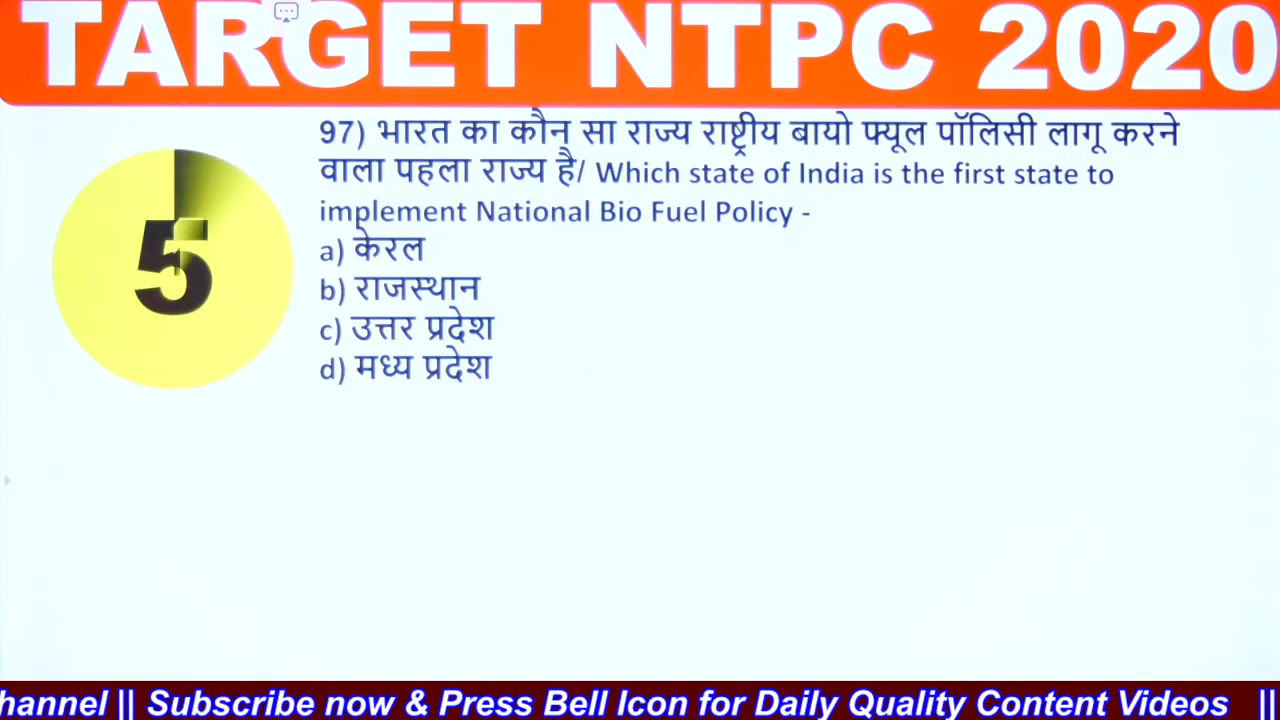 TARGET NTPC 2020
97) भारत का कौन सा राज्य राष्ट्रीय बायो फ्यूल पॉलिसी लागू करने
वाला पहला राज्य है/ Which state of India is the first state to
implement National Bio Fuel Policy -
5
a) केरल
b) राजस्थान
c) उत्तर प्रदेश
d) मध्य प्रदेश
hannel || Subscribe now & Press Bell Icon for Daily Quality Content Videos ||